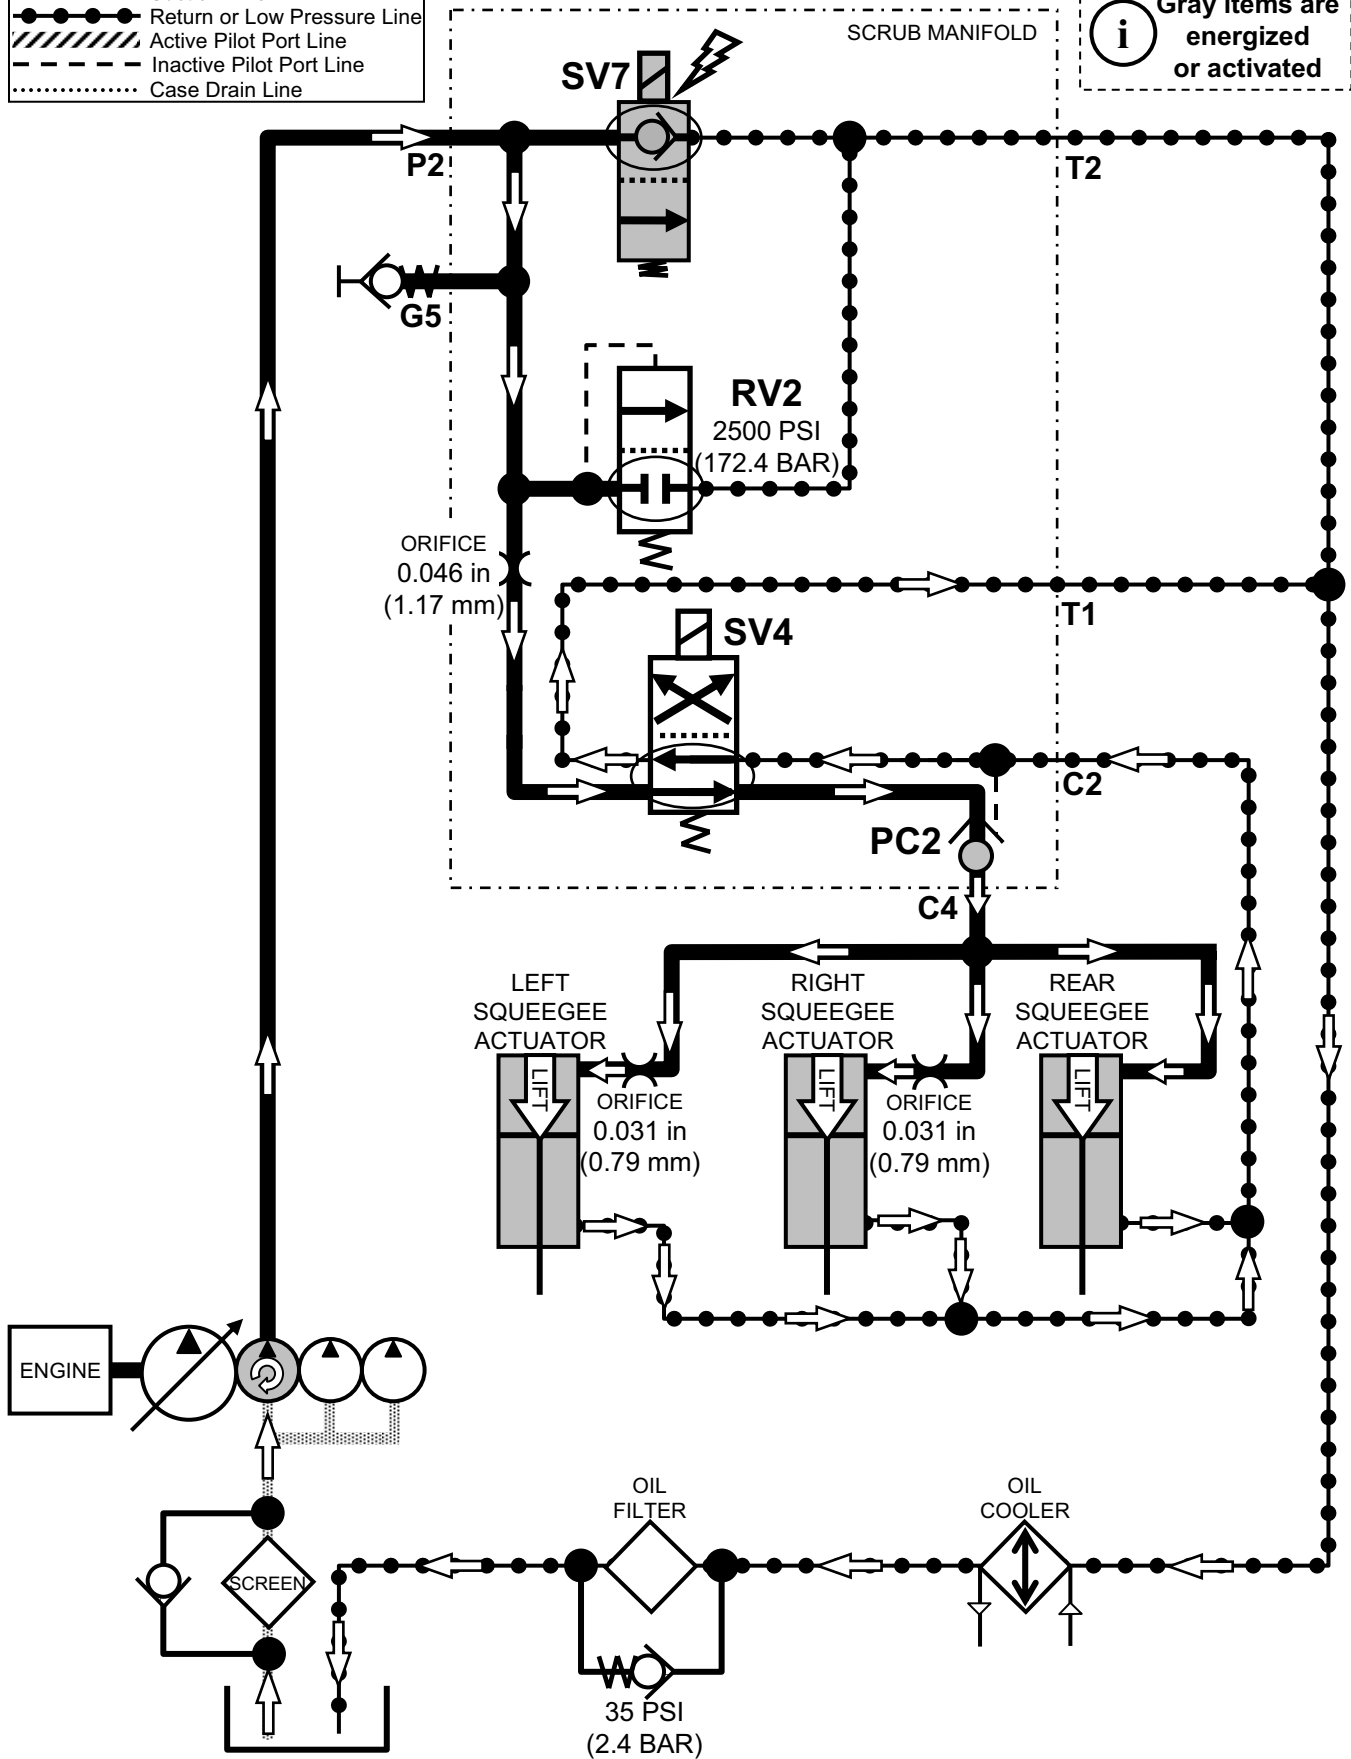 Return or Low Pressure Line
Active Pilot Port Line
Inactive Pilot Port Line
Case Drain Line
SCRUB MANIFOLD
Gray items are
i
energized
or activated
SV7
P2
T2
G5
RV2
2500 PSI
(172.4 BAR)
ORIFICE
0.046 in
(1.17 mm)
T1
SV4
C2
PC2
C4
LEFT
SQUEEGEE
ACTUATOR
RIGHT
SQUEEGEE
ACTUATOR
REAR
SQUEEGEE
ACTUATOR
LIFT
LIFT
LIFT
ORIFICE
0.031 in
(0.79 mm)
ORIFICE
0.031 in
(0.79 mm)
ENGINE
OIL
FILTER
OIL
COOLER
SCREEN
35 PSI
(2.4 BAR)